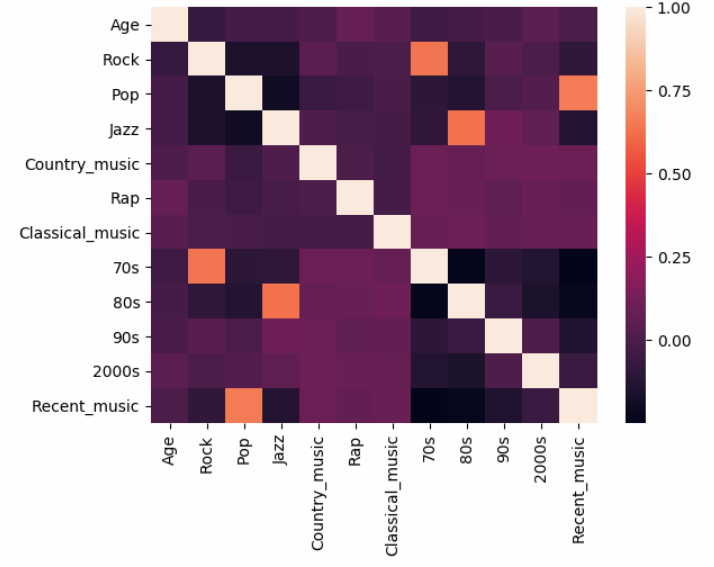 Age
Rock
Pop
Jazz
Country_music
Rap
Classical_music
70s
80s
90s
2000s
Recent_music
Age
Rock
Pop
Jazz
Country_music
Rap
Classical_music
70s
80s
90s
2000s
Recent_music
1.00
0.75
0.50
0.25
0.00